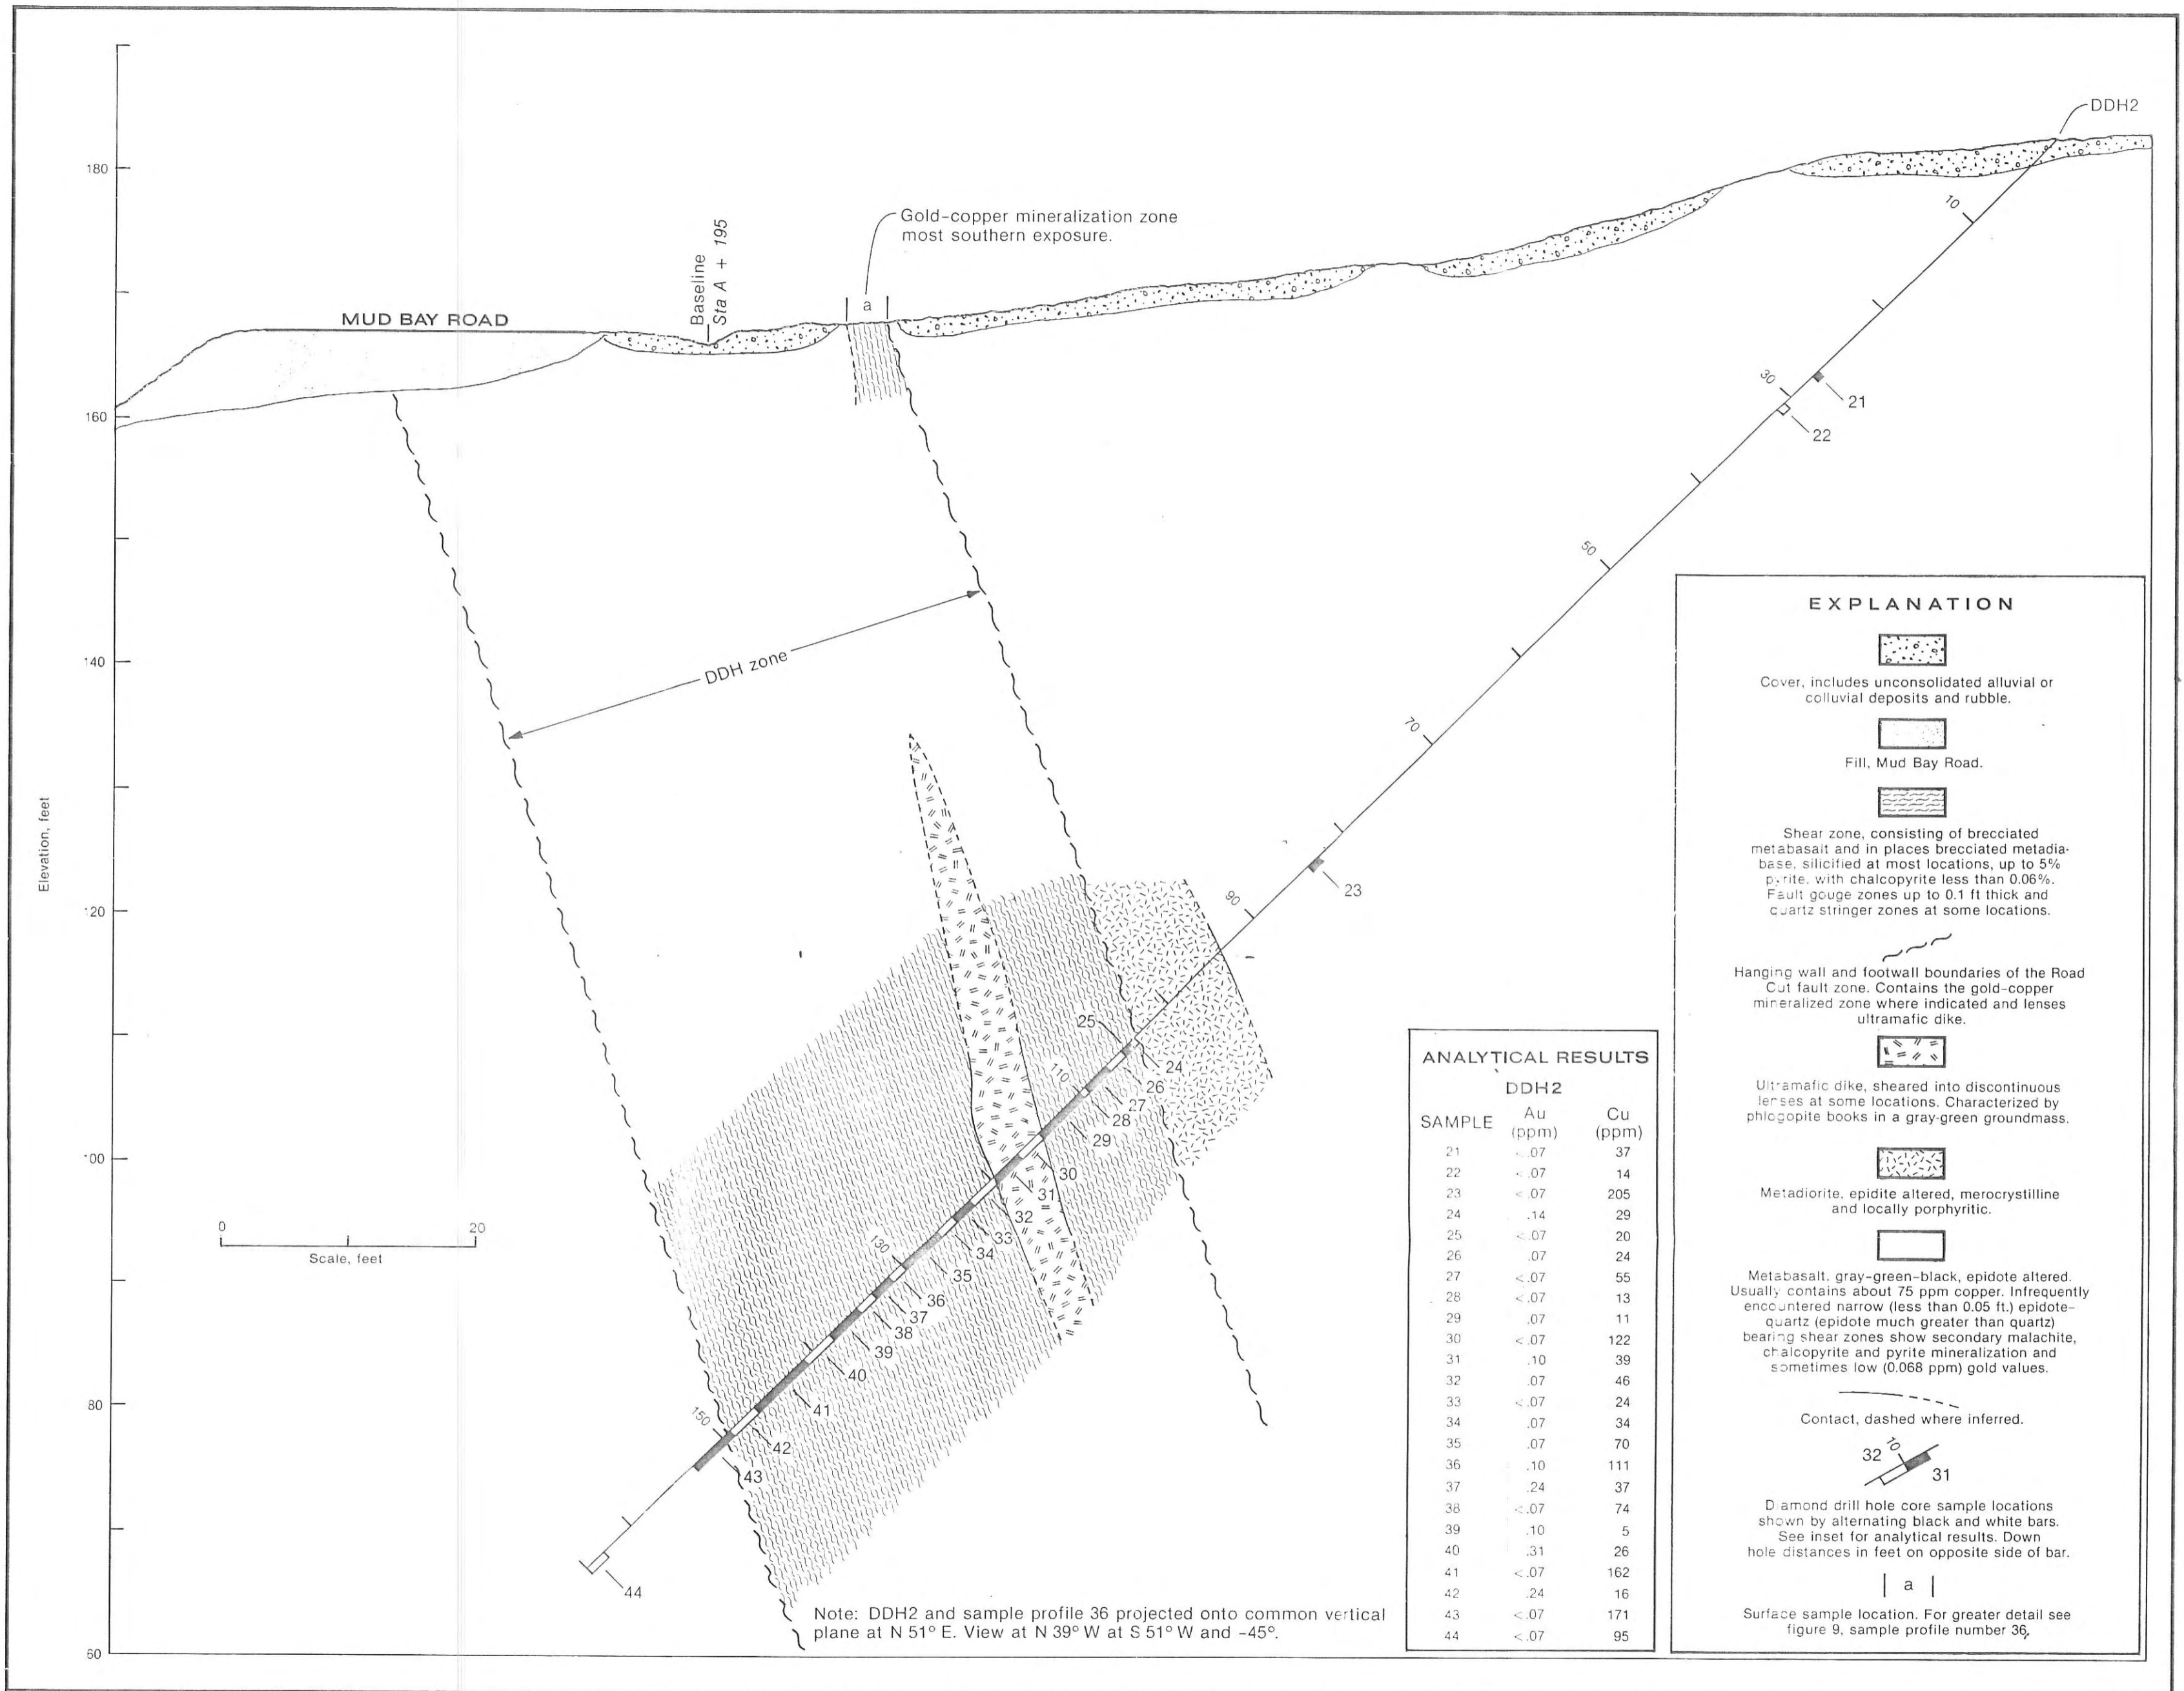 DDH2
180
160
140
120
100
80
60
Elevation, feet
MUD BAY ROAD
Baseline
Sta A + 195
Gold-copper mineralization zone
most southern exposure.
a
10
30
50
70
90
110
130
150
21
22
23
24
25
26
27
28
29
30
31
32
33
34
35
36
37
38
39
40
41
42
43
44
DDH zone
0 20
Scale, feet
Note: DDH2 and sample profile 36 projected onto common vertical
plane at N 51° E. View at N 39° W at S 51° W and -45°.
ANALYTICAL RESULTS
DDH2
SAMPLE Au (ppm) Cu (ppm)
21 <.07 37
22 <.07 14
23 <.07 205
24 .14 29
25 <.07 20
26 .07 24
27 <.07 55
28 <.07 13
29 .07 11
30 <.07 122
31 .10 39
32 .07 46
33 <.07 24
34 .07 34
35 .07 70
36 .10 111
37 .24 37
38 <.07 74
39 .10 5
40 .31 26
41 <.07 162
42 .24 16
43 <.07 171
44 <.07 95
EXPLANATION
Cover, includes unconsolidated alluvial or
colluvial deposits and rubble.
Fill, Mud Bay Road.
Shear zone, consisting of brecciated
metabasalt and in places brecciated metadia-
base, silicified at most locations, up to 5%
pyrite, with chalcopyrite less than 0.06%.
Fault gouge zones up to 0.1 ft thick and
quartz stringer zones at some locations.
Hanging wall and footwall boundaries of the Road
Cut fault zone. Contains the gold-copper
mineralized zone where indicated and lenses
ultramafic dike.
Ultramafic dike, sheared into discontinuous
lenses at some locations. Characterized by
phlogopite books in a gray-green groundmass.
Metadiorite, epidite altered, merocrystilline
and locally porphyritic.
Metabasalt, gray-green-black, epidote altered.
Usually contains about 75 ppm copper. Infrequently
encountered narrow (less than 0.05 ft.) epidote-
quartz (epidote much greater than quartz)
bearing shear zones show secondary malachite,
chalcopyrite and pyrite mineralization and
sometimes low (0.068 ppm) gold values.
Contact, dashed where inferred.
32 10 31
Diamond drill hole core sample locations
shown by alternating black and white bars.
See inset for analytical results. Down
hole distances in feet on opposite side of bar.
a
Surface sample location. For greater detail see
figure 9, sample profile number 36.